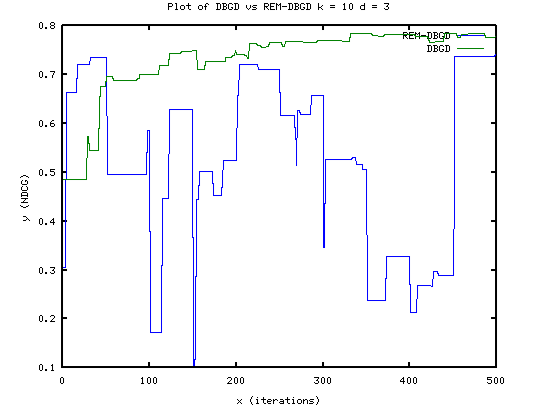 Plot of DBGD vs REM-DBGD k = 10 d = 3
0.8
REM-DBGD
DBGD
0.7
0.6
0.5
y (NDCG)
0.4
0.3
0.2
0.1
0 100 200 300 400 500
x (iterations)